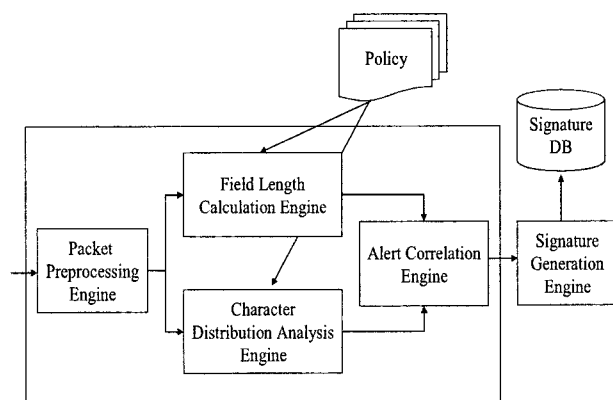 Policy
Signature
DB
Field Length
Calculation Engine
Packet
Preprocessing
Engine
Alert Correlation
Engine
Signature
Generation
Engine
Character
Distribution Analysis
Engine